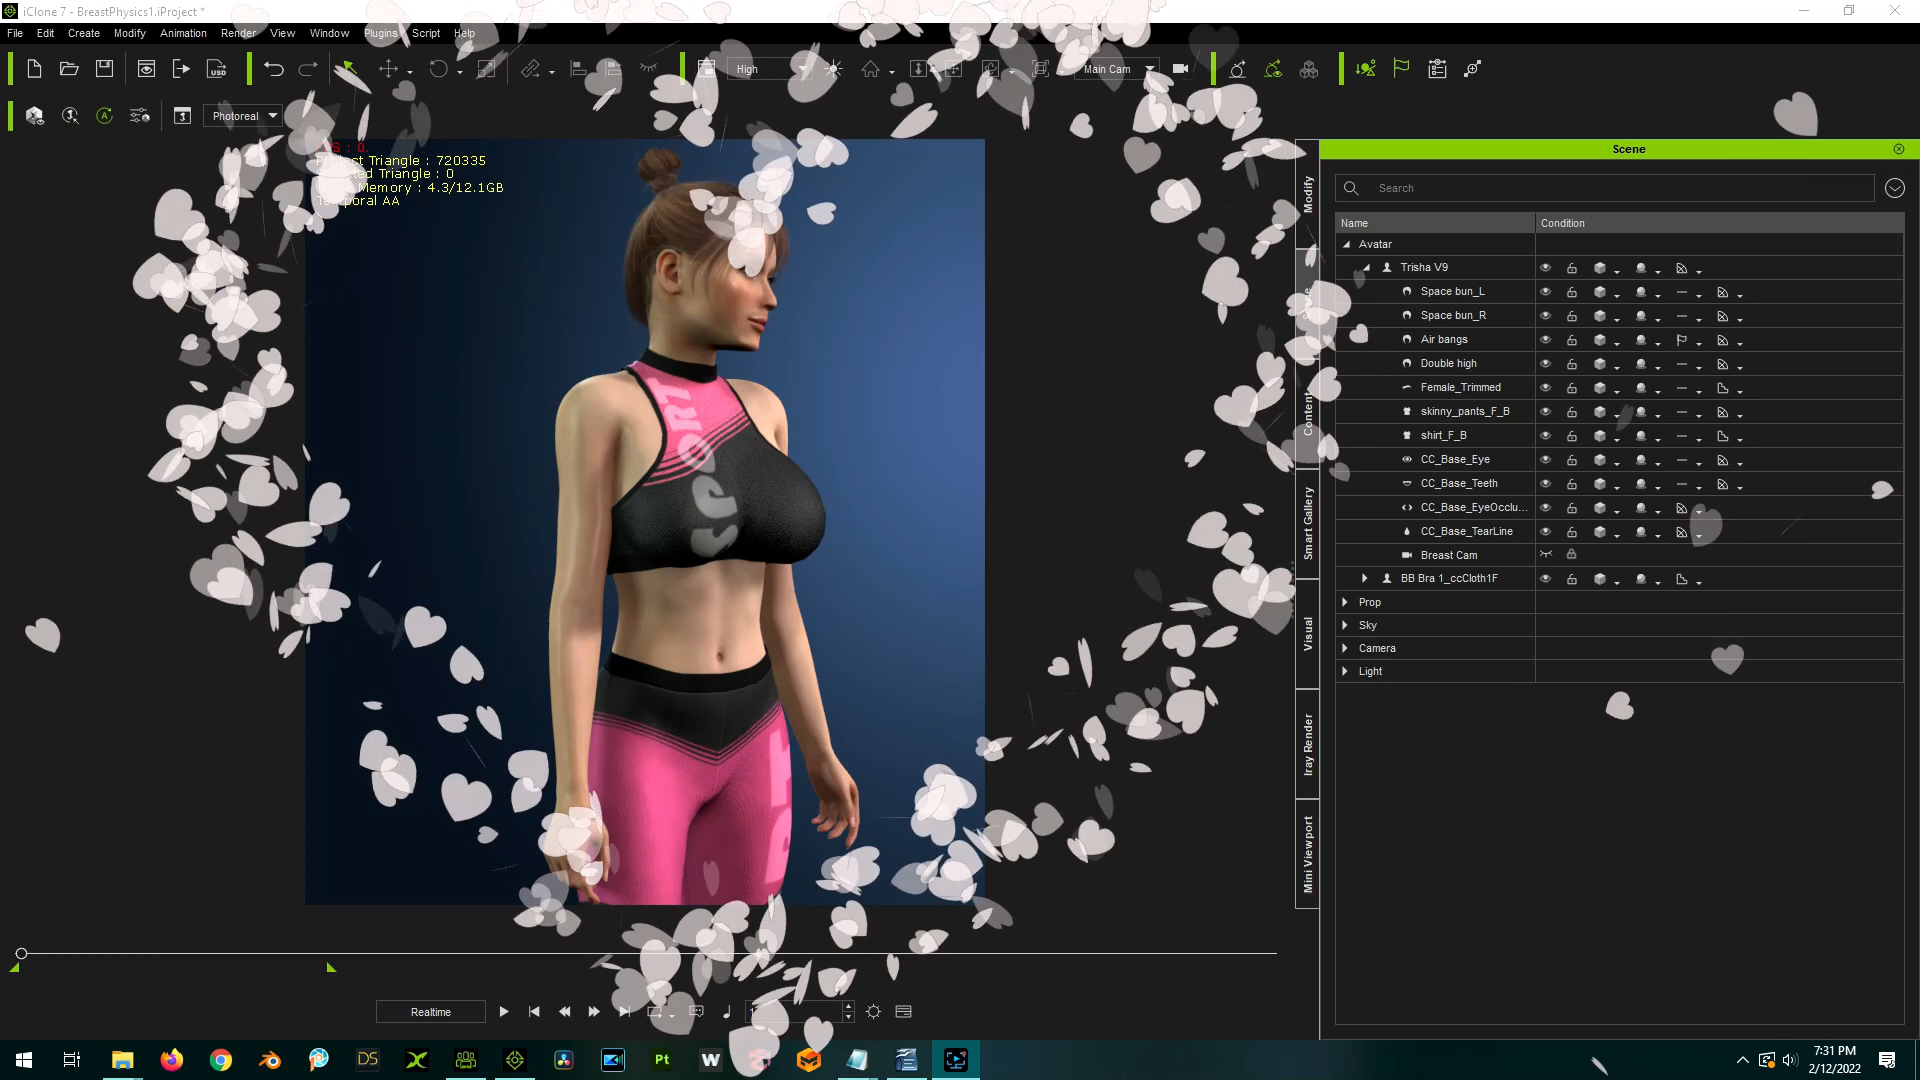 iClone 7 - BreastPhysics1.iProject *
File Edit Create Modify Animation Render View Window Plugins Script Help
High
Main Cam
USD
Photoreal
Project Triangle : 720335
Triangle : 0
Memory : 4.3/12.1GB
Temporal AA
SPORT
Modify
Content
Smart Gallery
Visual
Iray Render
Mini Viewport
Scene
Search
Name Condition
Avatar
Trisha V9
Space bun_L
Space bun_R
Air bangs
Double high
Female_Trimmed
skinny_pants_F_B
shirt_F_B
CC_Base_Eye
CC_Base_Teeth
CC_Base_EyeOcclu...
CC_Base_TearLine
Breast Cam
BB Bra 1_ccCloth1F
Prop
Sky
Camera
Light
Realtime
DS
Pt
W
7:31 PM
2/12/2022